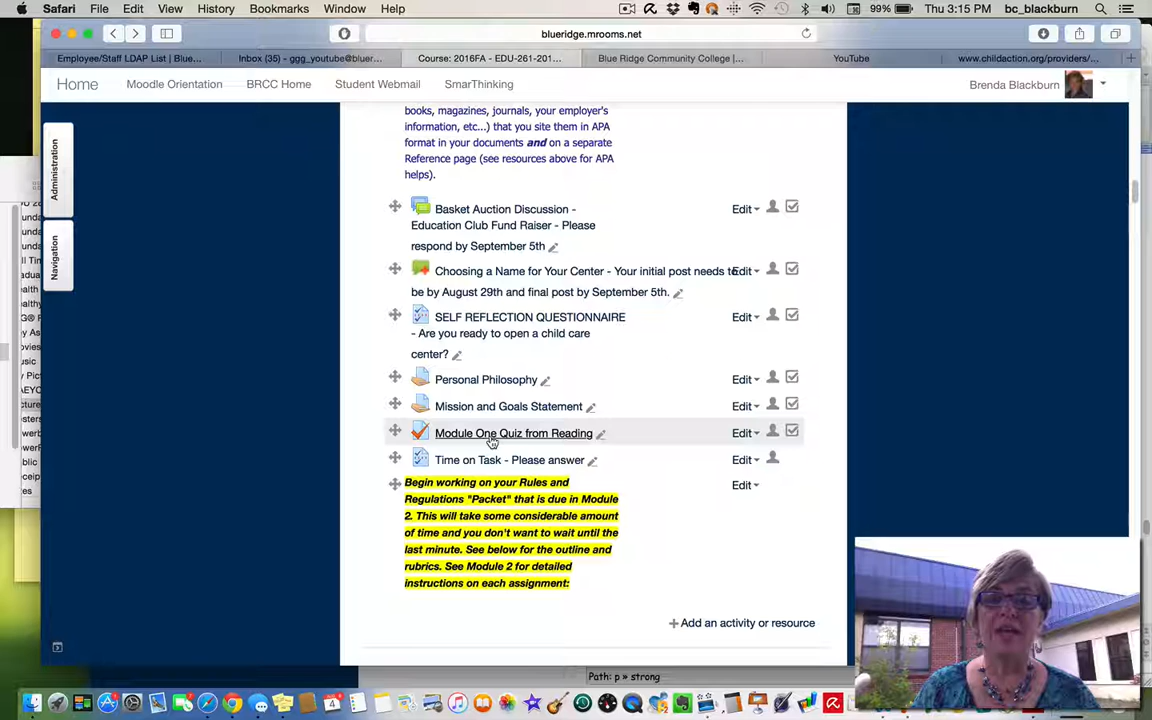 Safari File Edit View History Bookmarks Window Help 99% Thu 3:15 PM bc_blackburn
blueridge.mrooms.net
Employee/Staff LDAP List | Blue... Inbox (35) - ggg_youtube@bluer... Course: 2016FA - EDU-261-201... Blue Ridge Community College |... YouTube www.childaction.org/providers/...
Home Moodle Orientation BRCC Home Student Webmail SmarThinking Brenda Blackburn
Administration
Navigation
books, magazines, journals, your employer's
information, etc...) that you site them in APA
format in your documents and on a separate
Reference page (see resources above for APA
helps).
Basket Auction Discussion - Edit
Education Club Fund Raiser - Please
respond by September 5th
Choosing a Name for Your Center - Your initial post needs to Edit
be by August 29th and final post by September 5th.
SELF REFLECTION QUESTIONNAIRE Edit
- Are you ready to open a child care
center?
Personal Philosophy Edit
Mission and Goals Statement Edit
Module One Quiz from Reading Edit
Time on Task - Please answer Edit
Begin working on your Rules and Edit
Regulations "Packet" that is due in Module
2. This will take some considerable amount
of time and you don't want to wait until the
last minute. See below for the outline and
rubrics. See Module 2 for detailed
instructions on each assignment:
Add an activity or resource
Path: p » strong